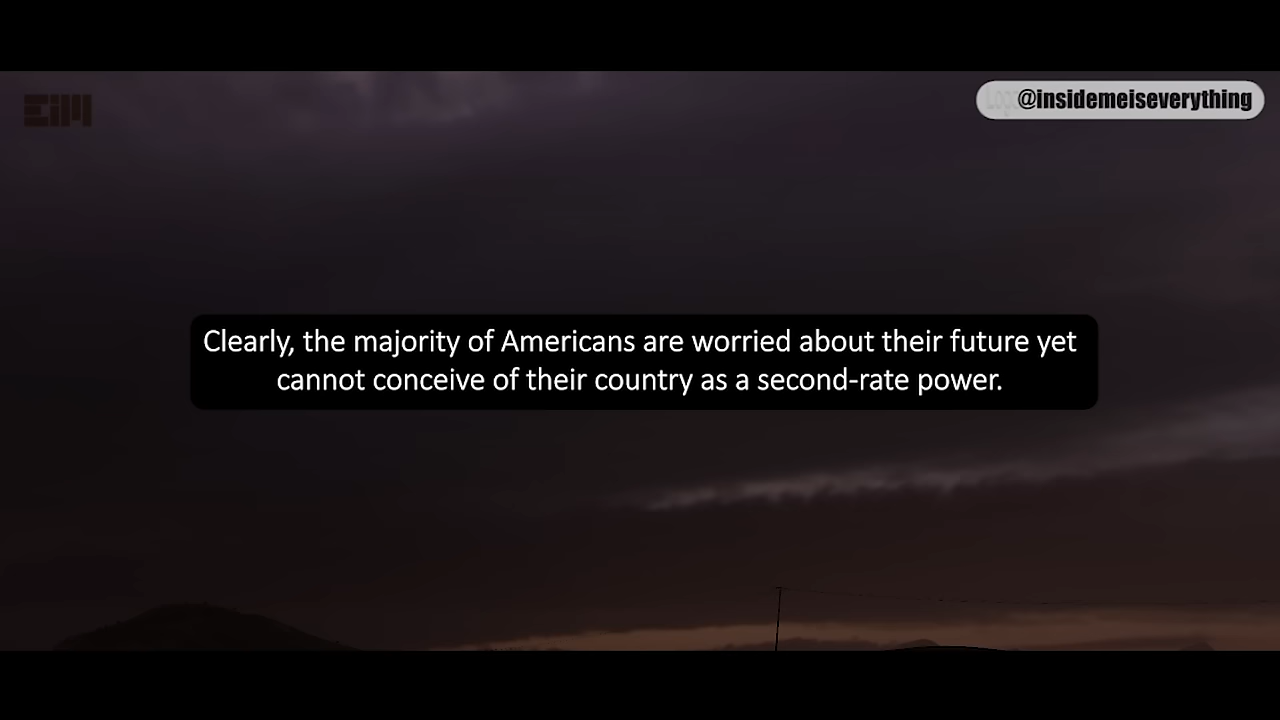 EiM
@insidemeiseverything
Clearly, the majority of Americans are worried about their future yet
cannot conceive of their country as a second-rate power.